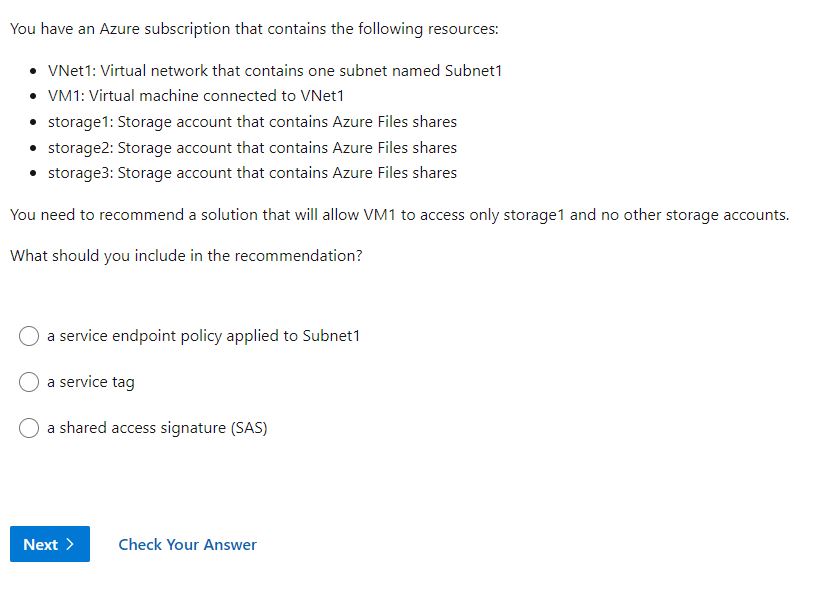 You have an Azure subscription that contains the following resources:
• VNet1: Virtual network that contains one subnet named Subnet1
• VM1: Virtual machine connected to VNet1
• storage1: Storage account that contains Azure Files shares
• storage2: Storage account that contains Azure Files shares
• storage3: Storage account that contains Azure Files shares
You need to recommend a solution that will allow VM1 to access only storage1 and no other storage accounts.
What should you include in the recommendation?
a service endpoint policy applied to Subnet1
a service tag
a shared access signature (SAS)
Next > Check Your Answer